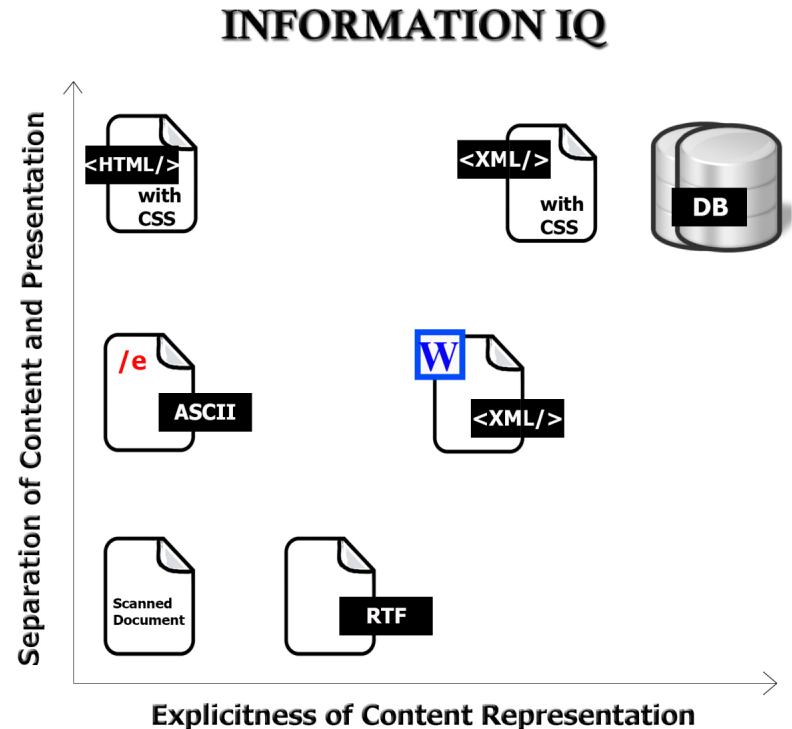 INFORMATION IQ
Separation of Content and Presentation
<HTML/>
with
CSS
<XML/>
with
CSS
DB
/e
ASCII
W
<XML/>
Scanned
Document
RTF
Explicitness of Content Representation